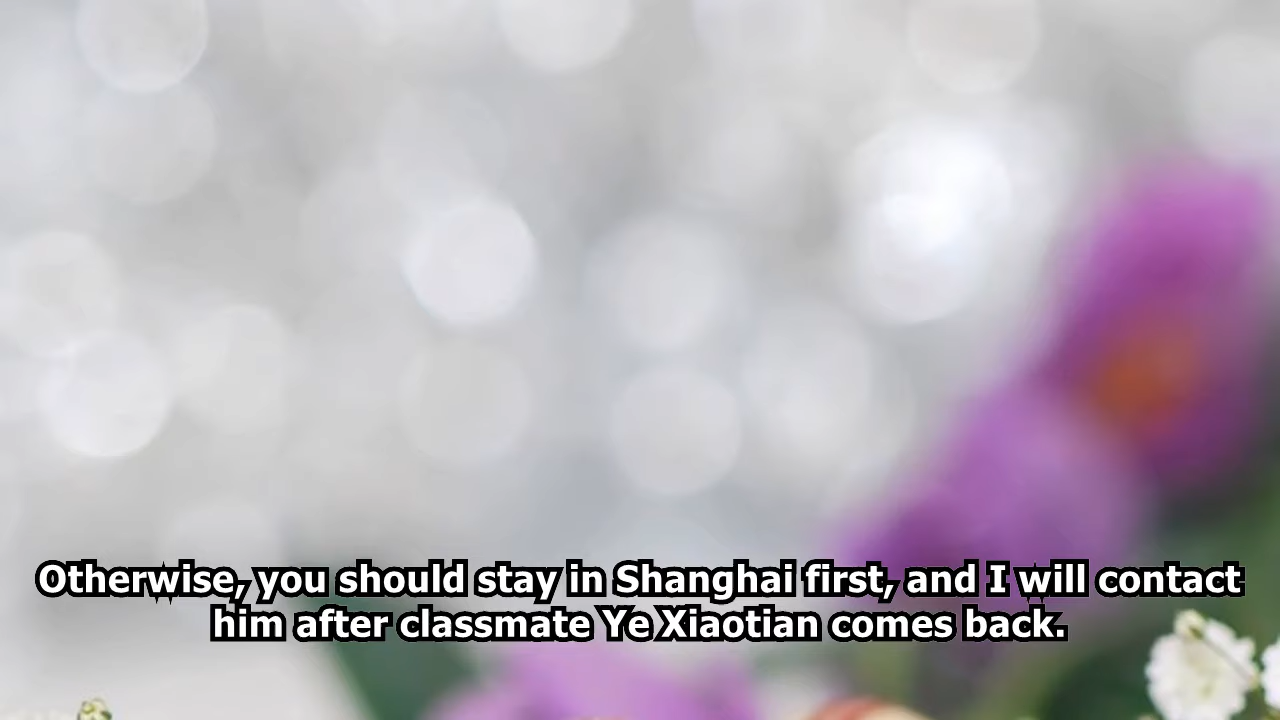 Otherwise, you should stay in Shanghai first, and I will contact
him after classmate Ye Xiaotian comes back.